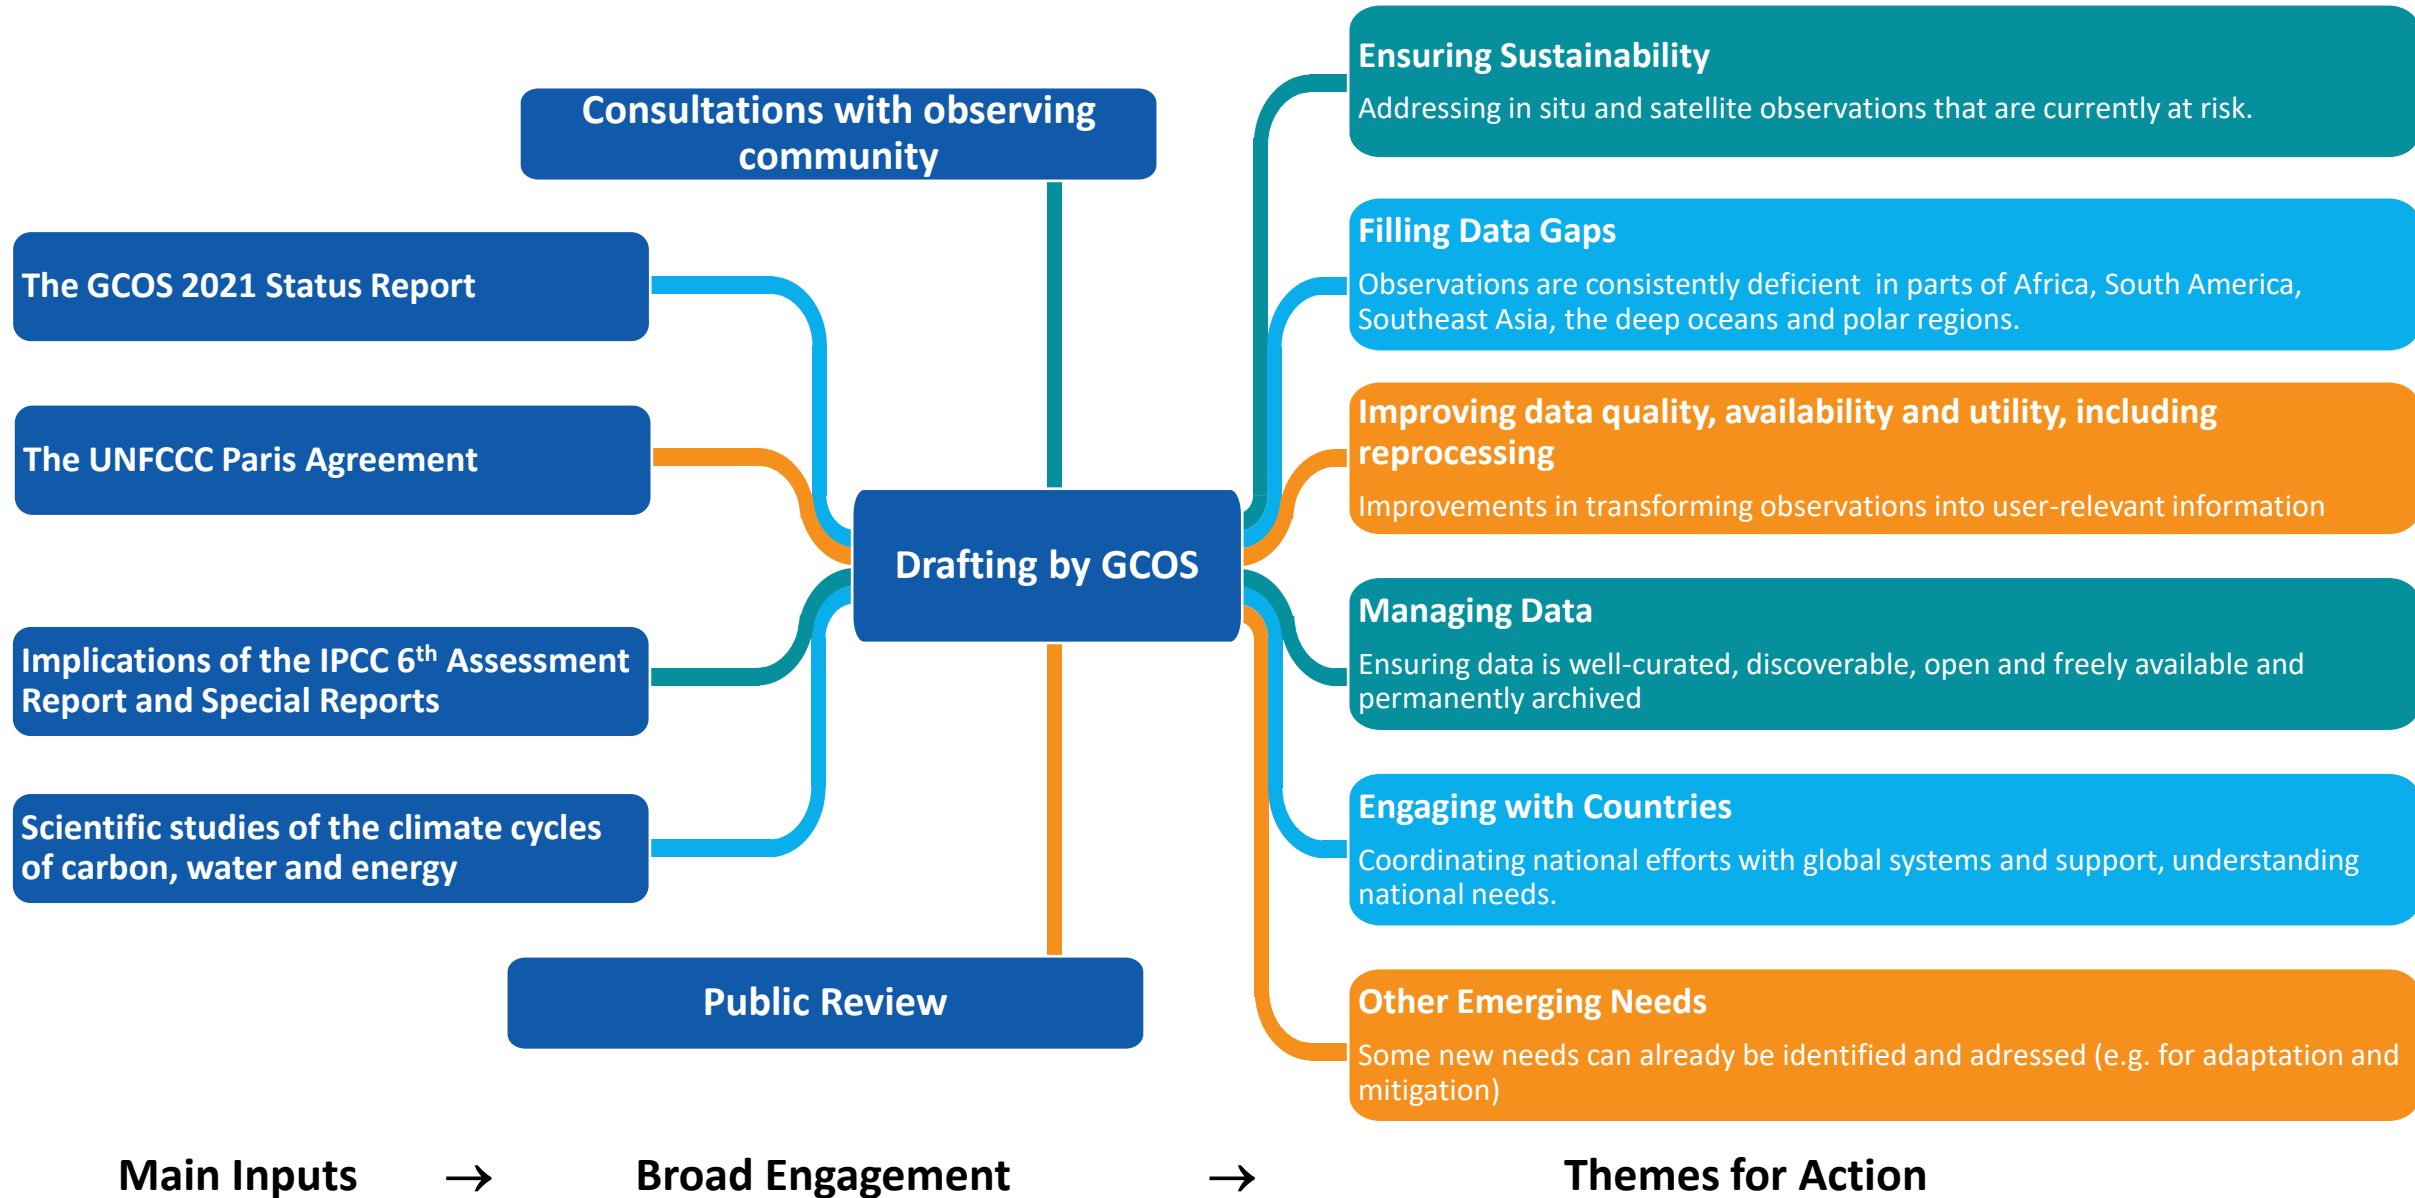 Consultations with observing
community
The GCOS 2021 Status Report
The UNFCCC Paris Agreement
Implications of the IPCC 6th Assessment
Report and Special Reports
Scientific studies of the climate cycles
of carbon, water and energy
Drafting by GCOS
Public Review
Ensuring Sustainability
Addressing in situ and satellite observations that are currently at risk.
Filling Data Gaps
Observations are consistently deficient in parts of Africa, South America,
Southeast Asia, the deep oceans and polar regions.
Improving data quality, availability and utility, including
reprocessing
Improvements in transforming observations into user-relevant information
Managing Data
Ensuring data is well-curated, discoverable, open and freely available and
permanently archived
Engaging with Countries
Coordinating national efforts with global systems and support, understanding
national needs.
Other Emerging Needs
Some new needs can already be identified and adressed (e.g. for adaptation and
mitigation)
Main Inputs → Broad Engagement → Themes for Action